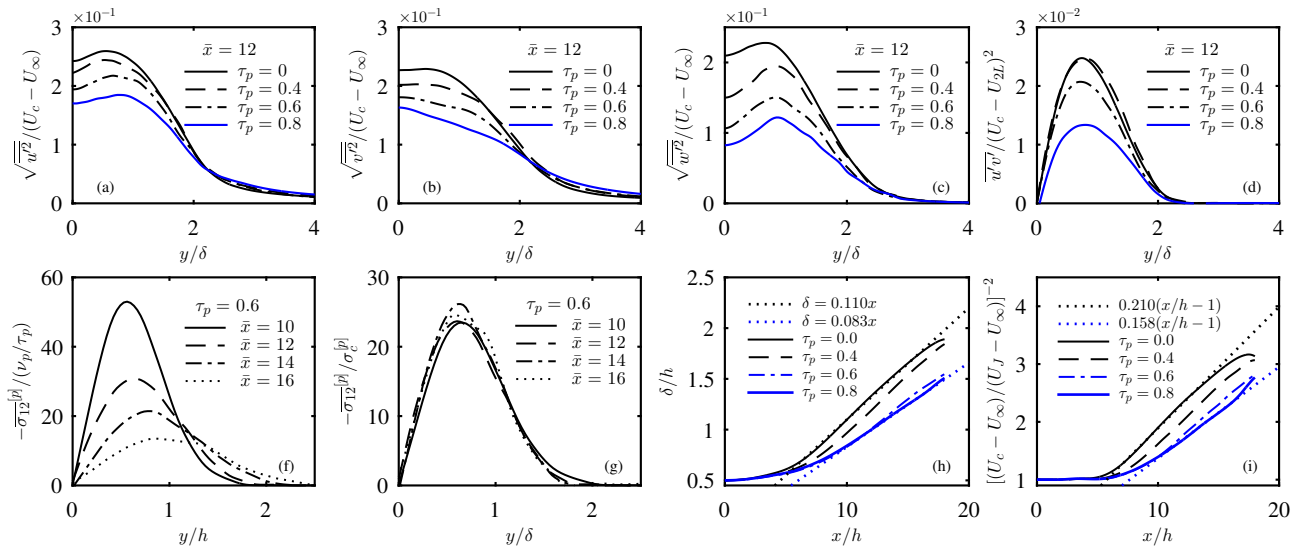 ×10⁻¹
3
2
1
0
0 2 4
y/δ
√u′²/(U_c − U_∞)
x̄ = 12
τ_p = 0
τ_p = 0.4
τ_p = 0.6
τ_p = 0.8
(a)
×10⁻¹
3
2
1
0
0 2 4
y/δ
√v′²/(U_c − U_∞)
x̄ = 12
τ_p = 0
τ_p = 0.4
τ_p = 0.6
τ_p = 0.8
(b)
×10⁻¹
2
1
0
0 2 4
y/δ
√w′²/(U_c − U_∞)
x̄ = 12
τ_p = 0
τ_p = 0.4
τ_p = 0.6
τ_p = 0.8
(c)
×10⁻²
3
2
1
0
0 2 4
y/δ
u′v′/(U_c − U_2L)²
x̄ = 12
τ_p = 0
τ_p = 0.4
τ_p = 0.6
τ_p = 0.8
(d)
60
40
20
0
0 1 2
y/h
−σ₁₂^[p]/(ν_p/τ_p)
τ_p = 0.6
x̄ = 10
x̄ = 12
x̄ = 14
x̄ = 16
(f)
30
20
10
0
0 1 2
y/δ
−σ₁₂^[p]/σ_c^[p]
τ_p = 0.6
x̄ = 10
x̄ = 12
x̄ = 14
x̄ = 16
(g)
2.5
2
1.5
1
0.5
0 10 20
x/h
δ/h
δ = 0.110x
δ = 0.083x
τ_p = 0.0
τ_p = 0.4
τ_p = 0.6
τ_p = 0.8
(h)
4
3
2
1
0 10 20
x/h
[(U_c − U_∞)/(U_J − U_∞)]⁻²
0.210(x/h − 1)
0.158(x/h − 1)
τ_p = 0.0
τ_p = 0.4
τ_p = 0.6
τ_p = 0.8
(i)